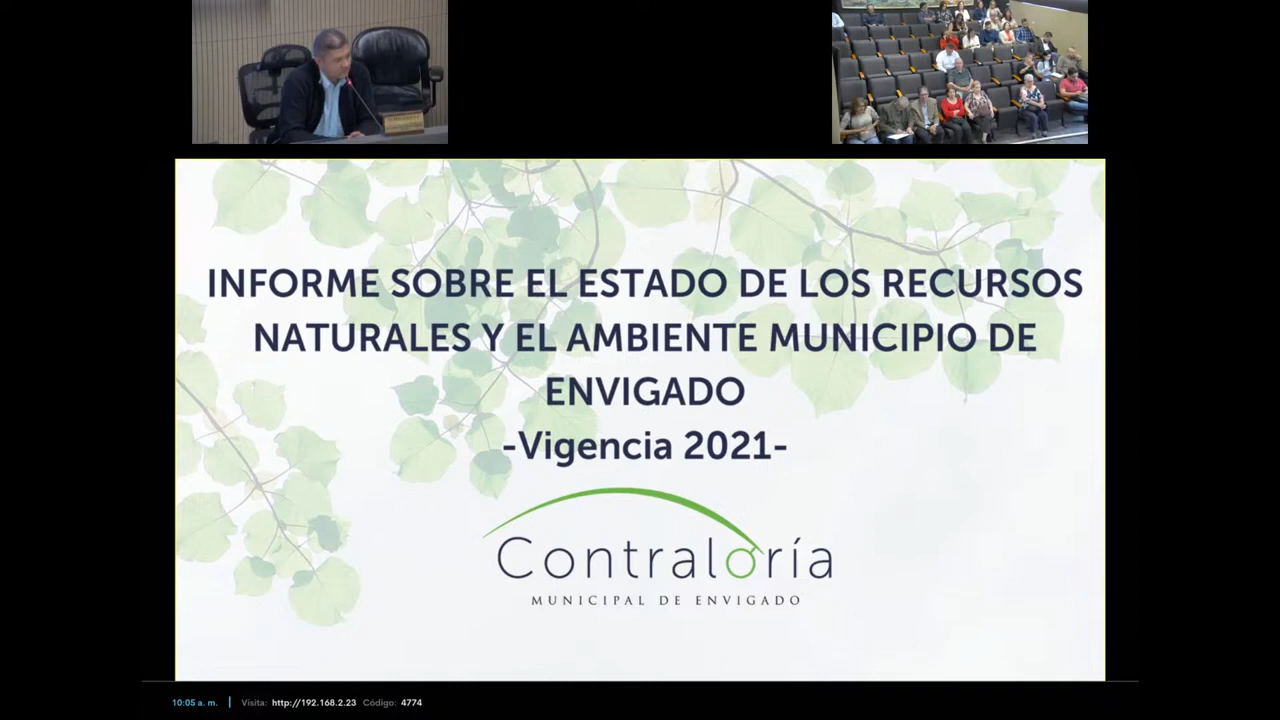 INFORME SOBRE EL ESTADO DE LOS RECURSOS
NATURALES Y EL AMBIENTE MUNICIPIO DE
ENVIGADO
-Vigencia 2021-
Contraloría
MUNICIPAL DE ENVIGADO
10:05 a. m. | Visita: http://192.168.2.23 Código: 4774